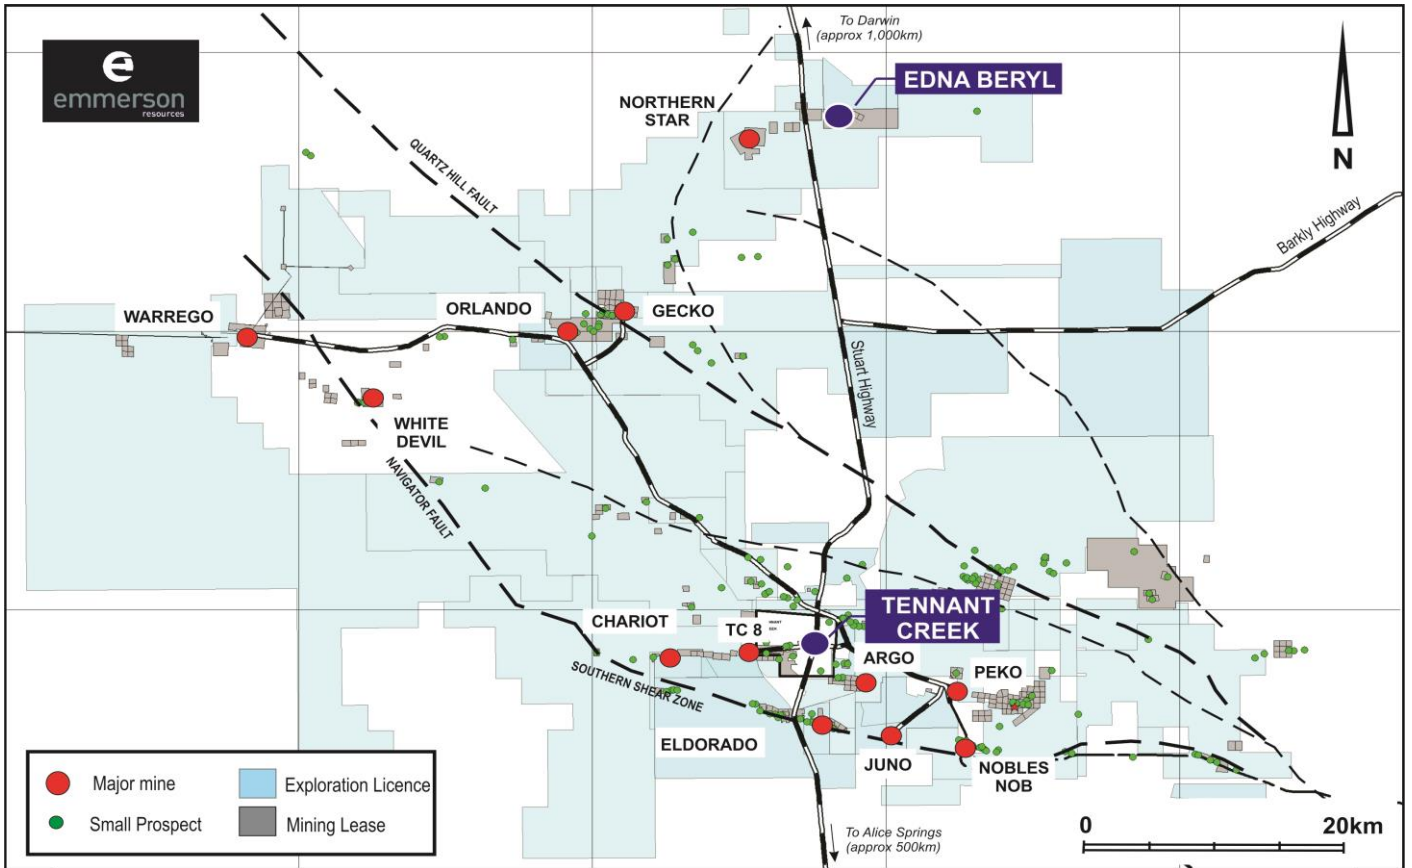 To Darwin
(approx 1,000km)
e
emmerson
resources
EDNA BERYL
NORTHERN
STAR
N
QUARTZ HILL FAULT
Barkly Highway
WARREGO
ORLANDO
GECKO
Stuart Highway
WHITE
DEVIL
NAVIGATOR FAULT
TENNANT
CREEK
CHARIOT
TC 8
ARGO
PEKO
SOUTHERN SHEAR ZONE
ELDORADO
JUNO
NOBLES
NOB
Major mine
Exploration Licence
Small Prospect
Mining Lease
To Alice Springs
(approx 500km)
0
20km